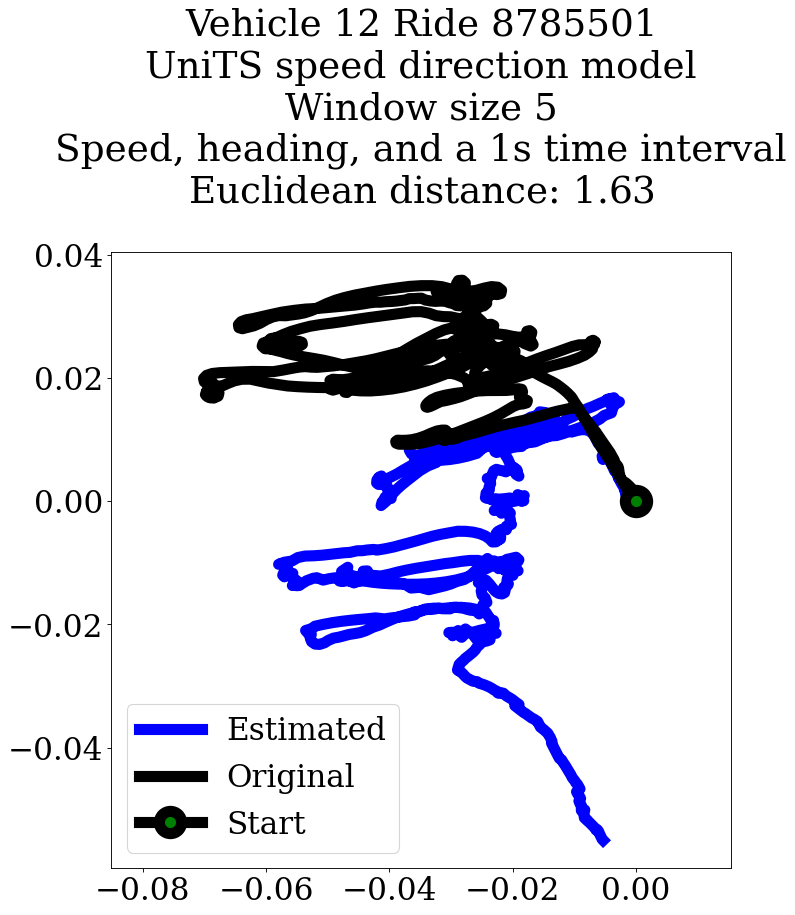 Vehicle 12 Ride 8785501
UniTS speed direction model
Window size 5
Speed, heading, and a 1s time interval
Euclidean distance: 1.63
0.04
0.02
0.00
−0.02
−0.04
Estimated
Original
Start
−0.08
−0.06
−0.04
−0.02
0.00